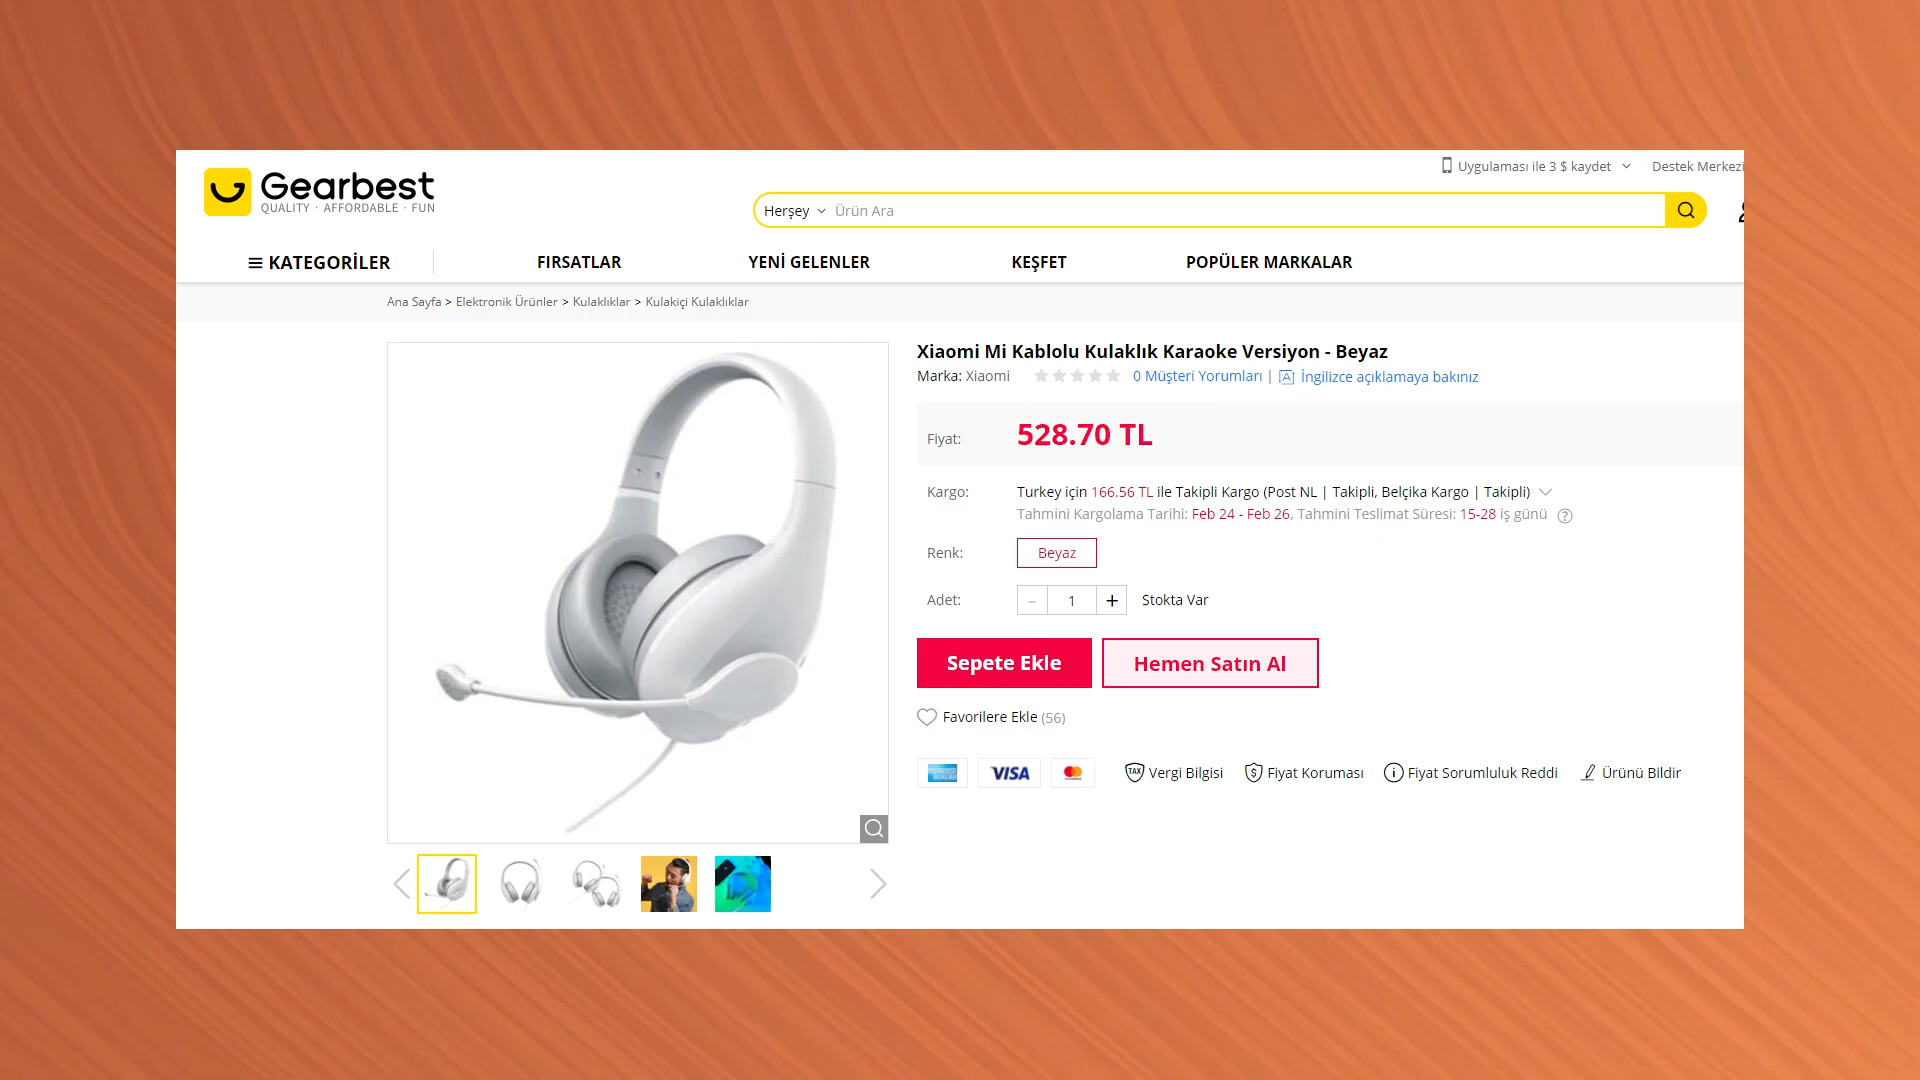 Uygulaması ile 3 $ kaydet
Destek Merkezi
Gearbest
QUALITY · AFFORDABLE · FUN
Herşey
Ürün Ara
KATEGORİLER
FIRSATLAR
YENİ GELENLER
KEŞFET
POPÜLER MARKALAR
Ana Sayfa > Elektronik Ürünler > Kulaklıklar > Kulakiçi Kulaklıklar
Xiaomi Mi Kablolu Kulaklık Karaoke Versiyon - Beyaz
Marka: Xiaomi 0 Müşteri Yorumları | İngilizce açıklamaya bakınız
Fiyat: 528.70 TL
Kargo: Turkey için 166.56 TL ile Takipli Kargo (Post NL | Takipli, Belçika Kargo | Takipli)
Tahmini Kargolama Tarihi: Feb 24 - Feb 26, Tahmini Teslimat Süresi: 15-28 iş günü ?
Renk: Beyaz
Adet: − 1 + Stokta Var
Sepete Ekle
Hemen Satın Al
Favorilere Ekle (56)
VISA
TAX Vergi Bilgisi
$ Fiyat Koruması
Fiyat Sorumluluk Reddi
Ürünü Bildir